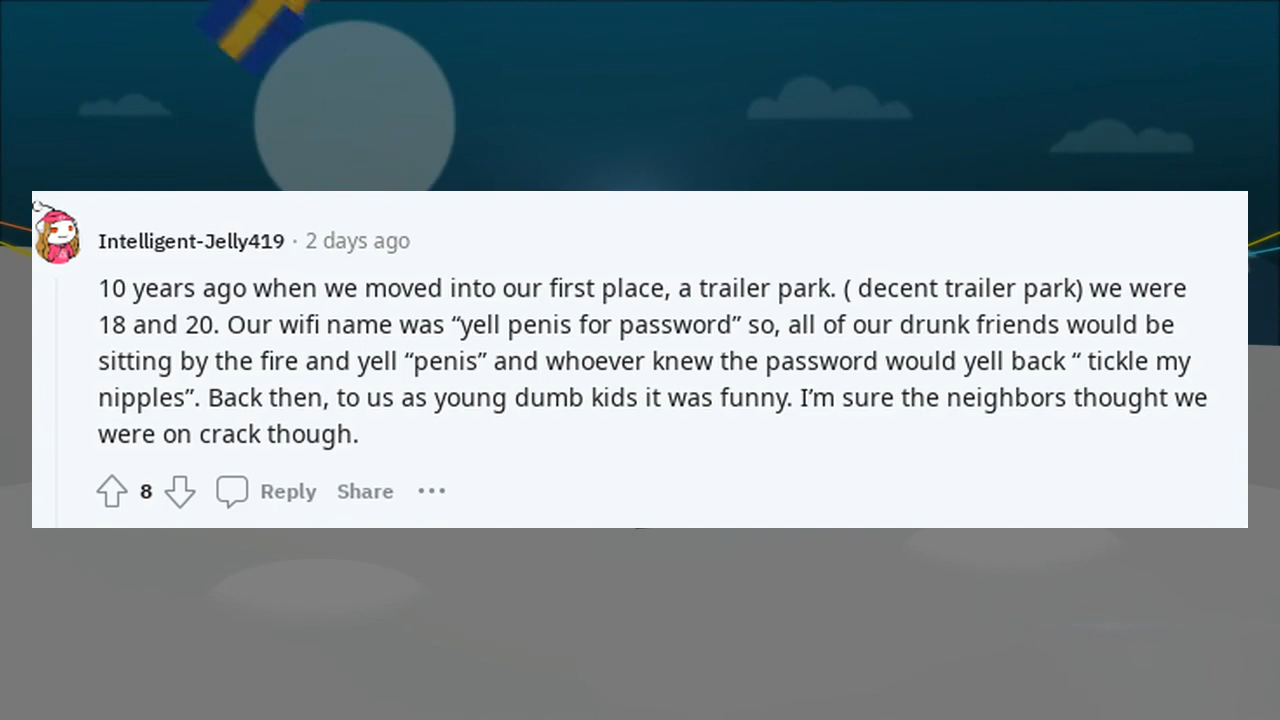 Intelligent-Jelly419 · 2 days ago
10 years ago when we moved into our first place, a trailer park. ( decent trailer park) we were
18 and 20. Our wifi name was “yell penis for password” so, all of our drunk friends would be
sitting by the fire and yell “penis” and whoever knew the password would yell back “ tickle my
nipples”. Back then, to us as young dumb kids it was funny. I’m sure the neighbors thought we
were on crack though.
8 Reply Share